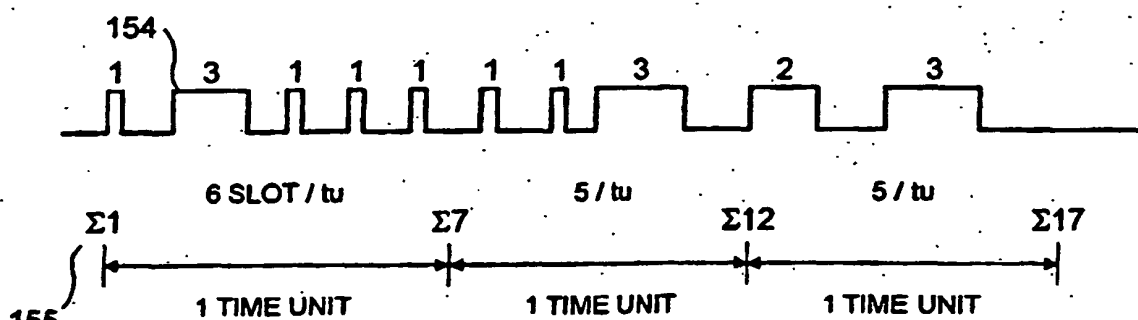 154
1 3 1 1 1 1 1 3 2 3
6 SLOT / tu 5 / tu 5 / tu
Σ1 Σ7 Σ12 Σ17
155
1 TIME UNIT 1 TIME UNIT 1 TIME UNIT